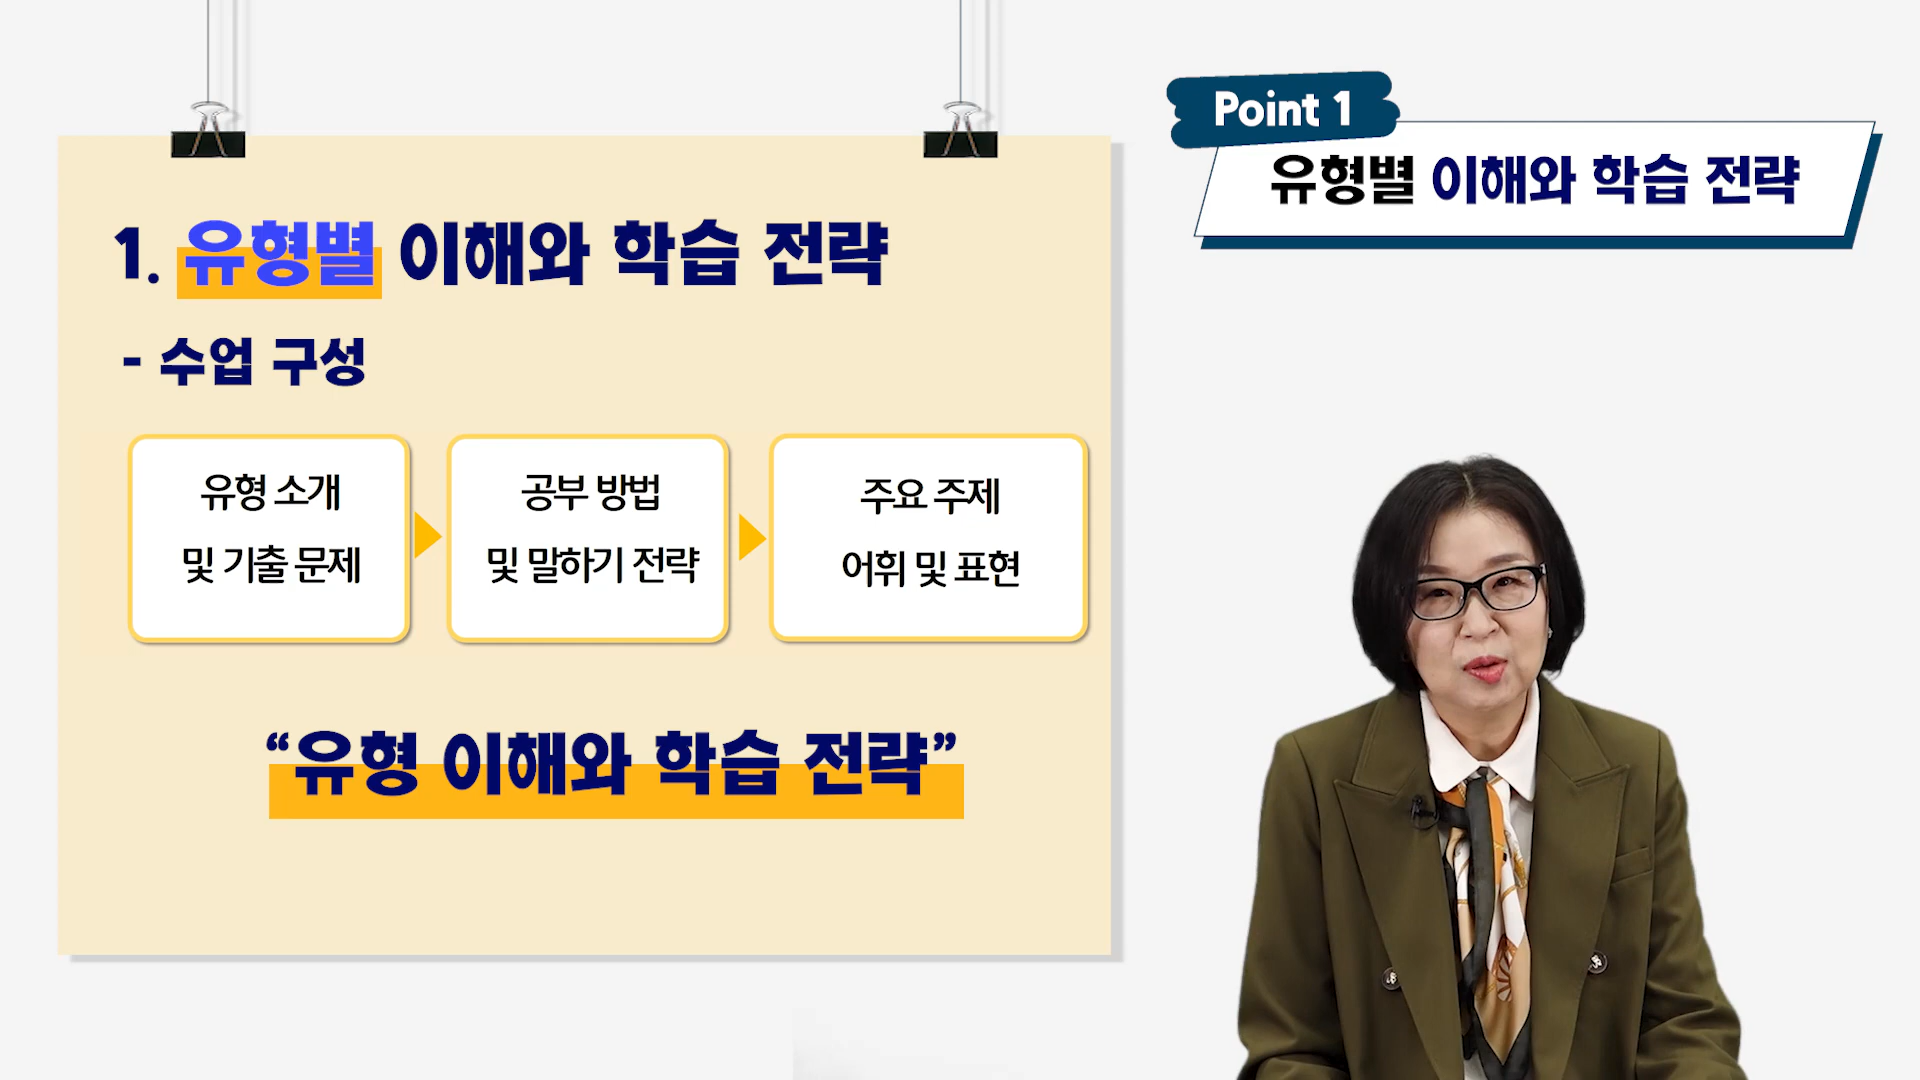 Point 1
유형별 이해와 학습 전략
1. 유형별 이해와 학습 전략
- 수업 구성
유형 소개
및 기출 문제
공부 방법
및 말하기 전략
주요 주제
어휘 및 표현
“유형 이해와 학습 전략”